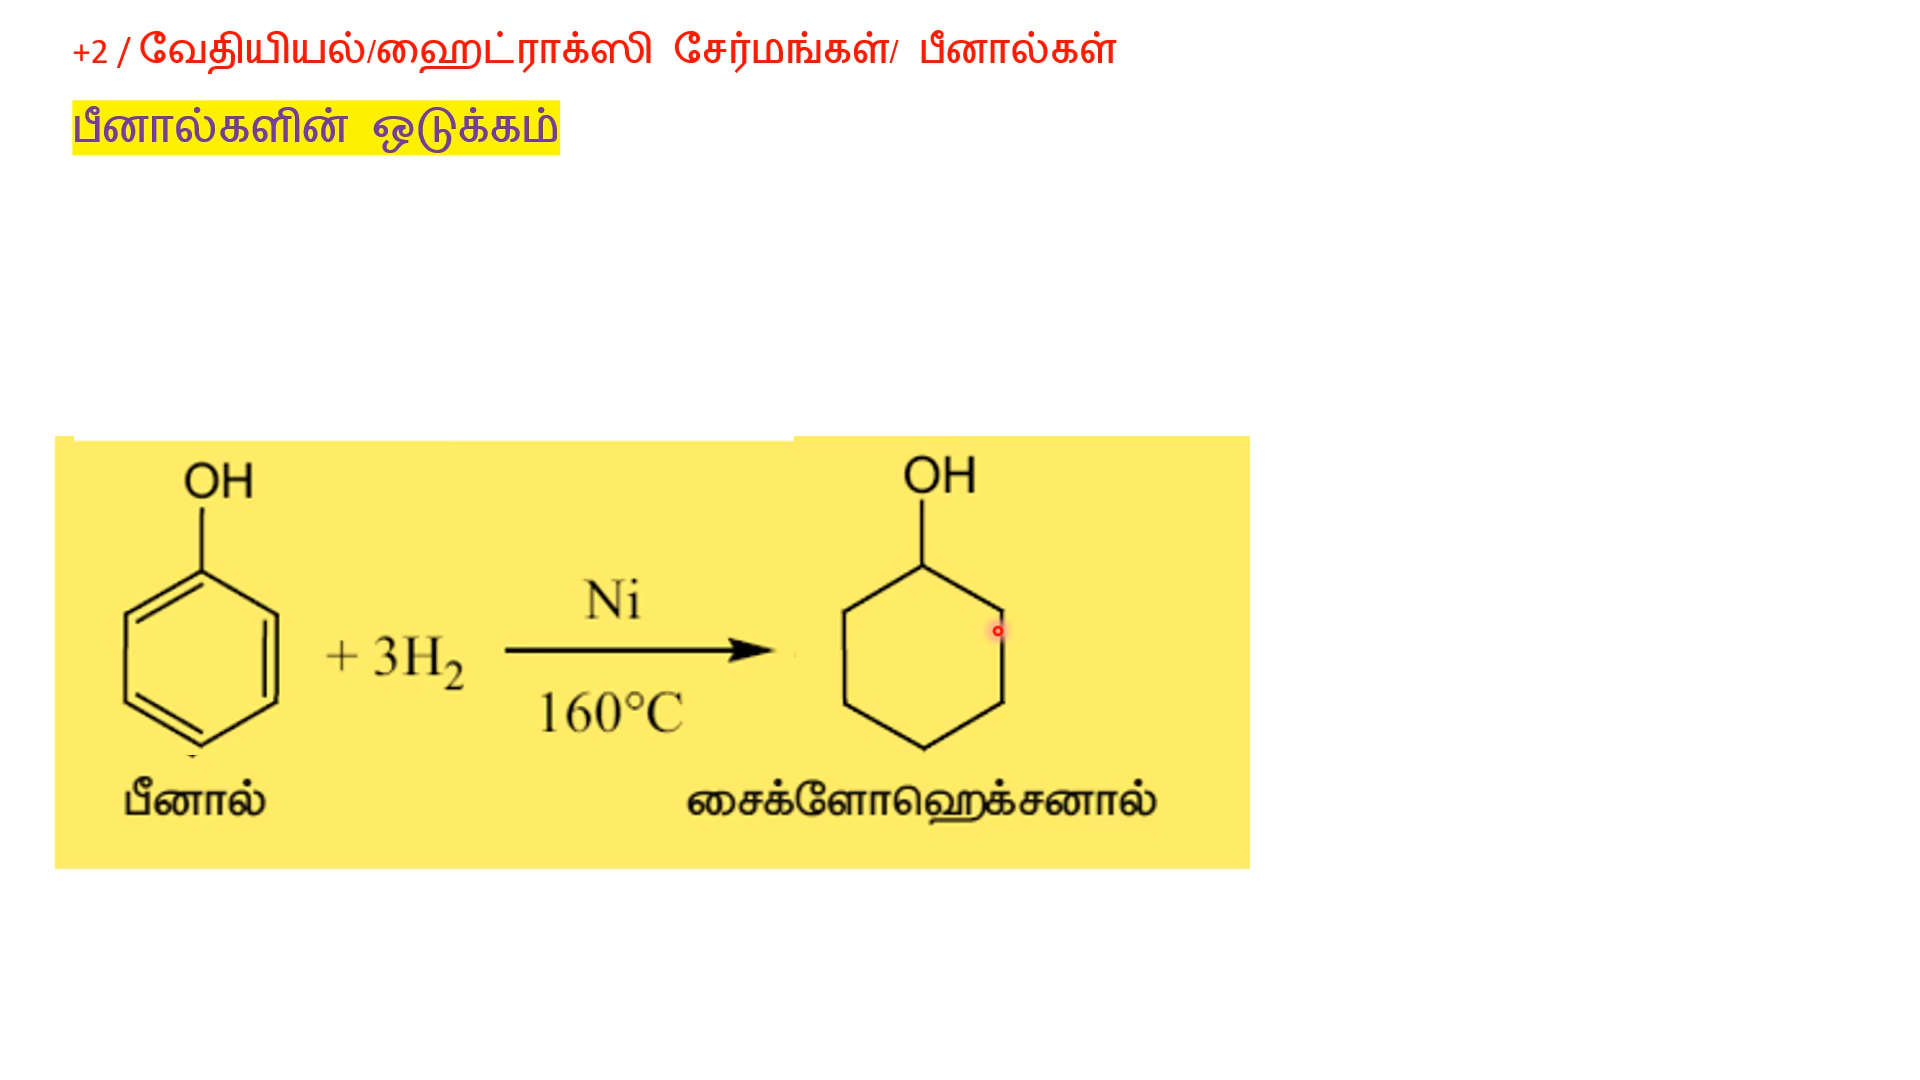 +2 / வேதியியல்/ஹைட்ராக்ஸி சேர்மங்கள்/ பீனால்கள்
பீனால்களின் ஒடுக்கம்
OH
OH
Ni
+ 3H₂
160°C
பீனால்
சைக்ளோஹெக்சனால்